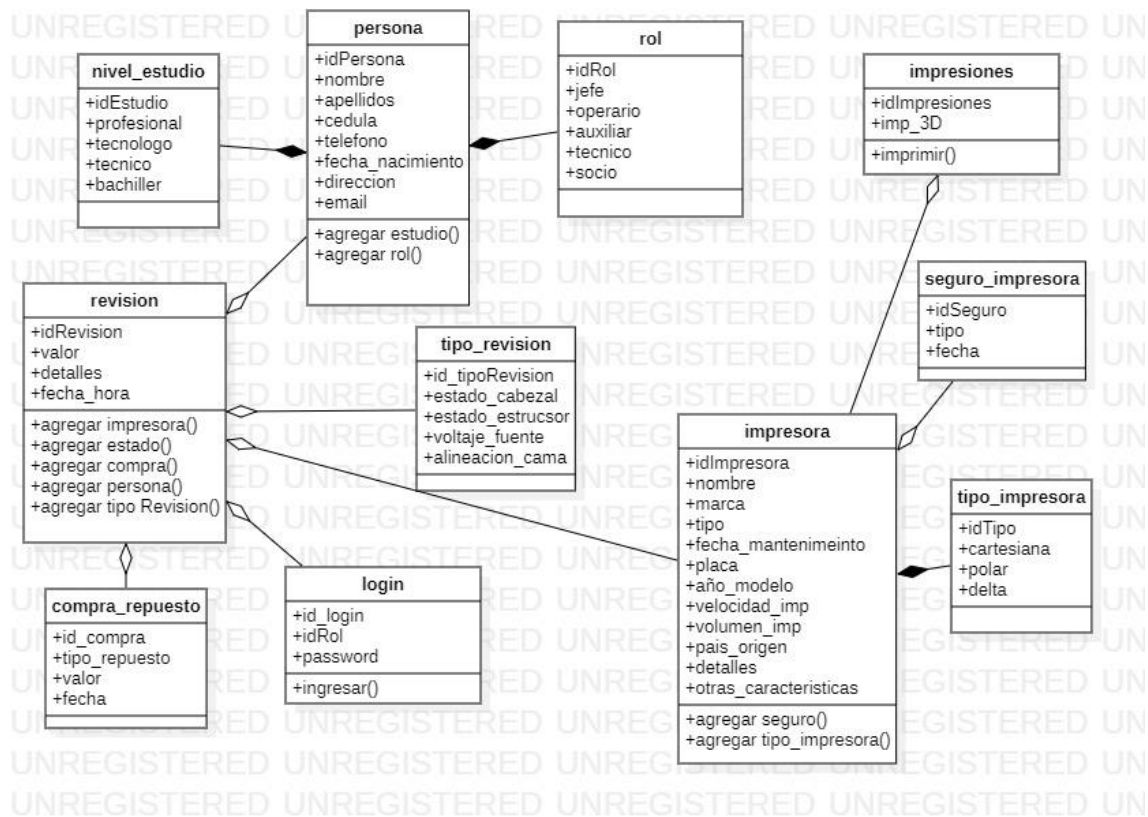 persona
+idPersona
+nombre
+apellidos
+cedula
+telefono
+fecha_nacimiento
+direccion
+email
+agregar estudio()
+agregar rol()
nivel_estudio
+idEstudio
+profesional
+tecnologo
+tecnico
+bachiller
rol
+idRol
+jefe
+operario
+auxiliar
+tecnico
+socio
impresiones
+idImpresiones
+imp_3D
+imprimir()
seguro_impresora
+idSeguro
+tipo
+fecha
revision
+idRevision
+valor
+detalles
+fecha_hora
+agregar impresora()
+agregar estado()
+agregar compra()
+agregar persona()
+agregar tipo Revision()
tipo_revision
+id_tipoRevision
+estado_cabezal
+estado_estrucsor
+voltaje_fuente
+alineacion_cama
impresora
+idImpresora
+nombre
+marca
+tipo
+fecha_mantenimeinto
+placa
+año_modelo
+velocidad_imp
+volumen_imp
+pais_origen
+detalles
+otras_caracteristicas
+agregar seguro()
+agregar tipo_impresora()
tipo_impresora
+idTipo
+cartesiana
+polar
+delta
compra_repuesto
+id_compra
+tipo_repuesto
+valor
+fecha
login
+id_login
+idRol
+password
+ingresar()
UNREGISTERED UNREGISTERED UNREGISTERED UNREGISTERED UN